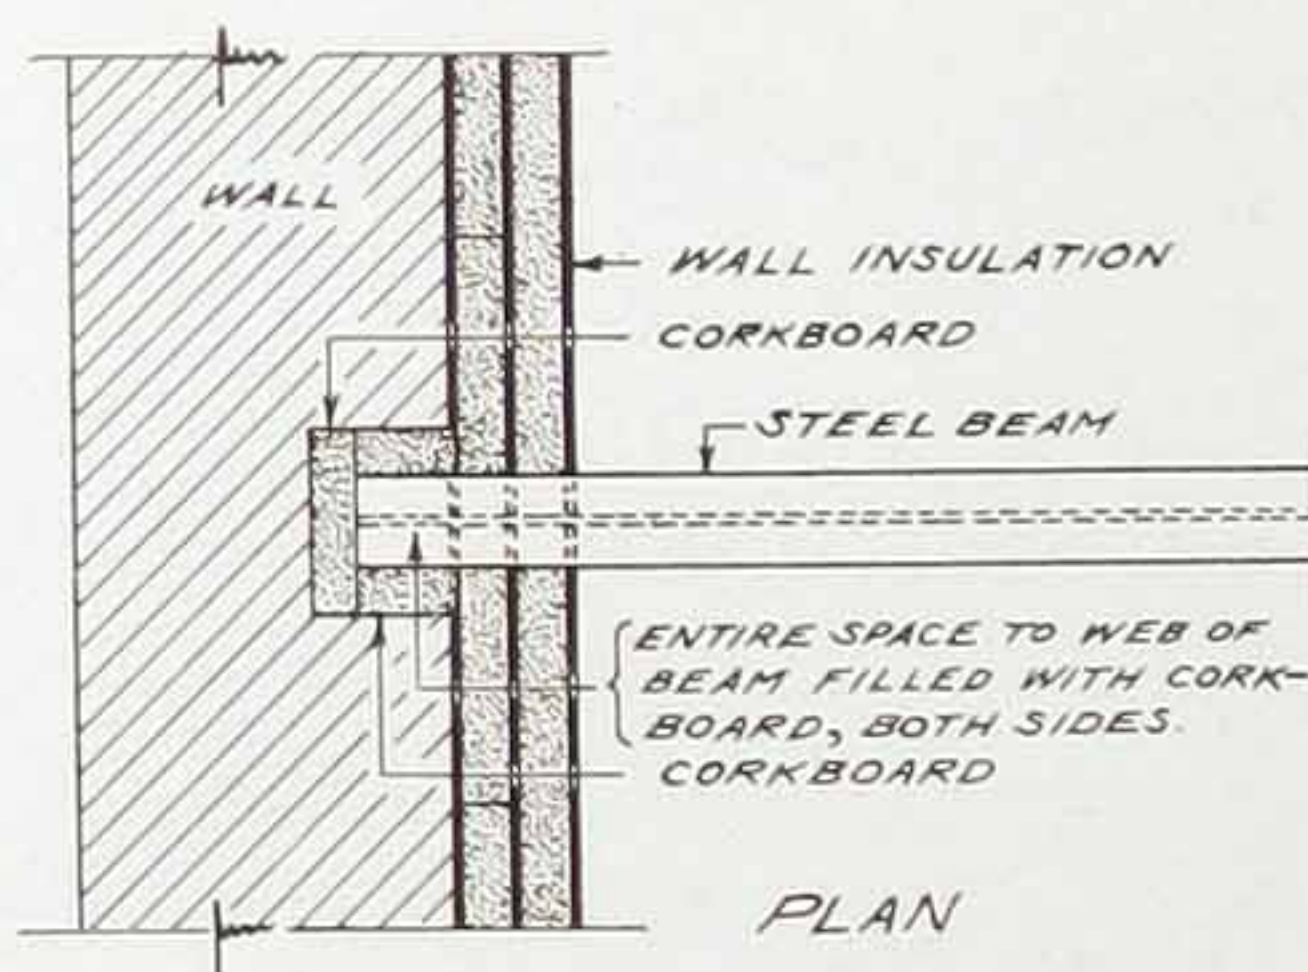 WALL
WALL INSULATION
CORKBOARD
STEEL BEAM
ENTIRE SPACE TO WEB OF
BEAM FILLED WITH CORK-
BOARD, BOTH SIDES.
CORKBOARD
PLAN